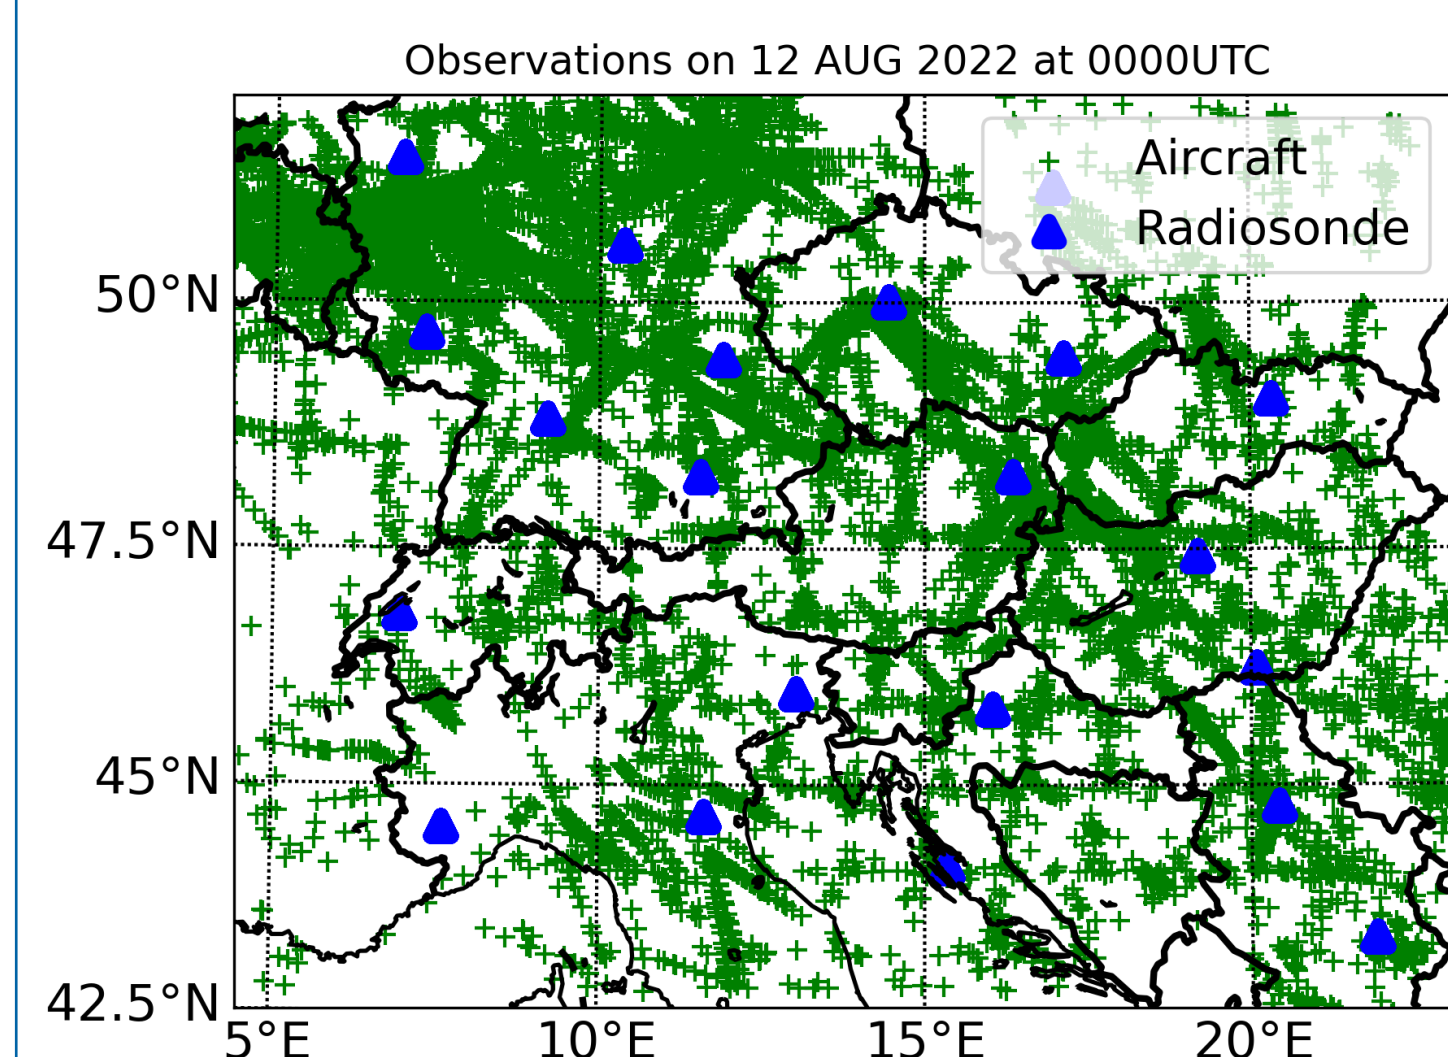 Observations on 12 AUG 2022 at 0000UTC
Aircraft
Radiosonde
50°N
47.5°N
45°N
42.5°N
5°E
10°E
15°E
20°E